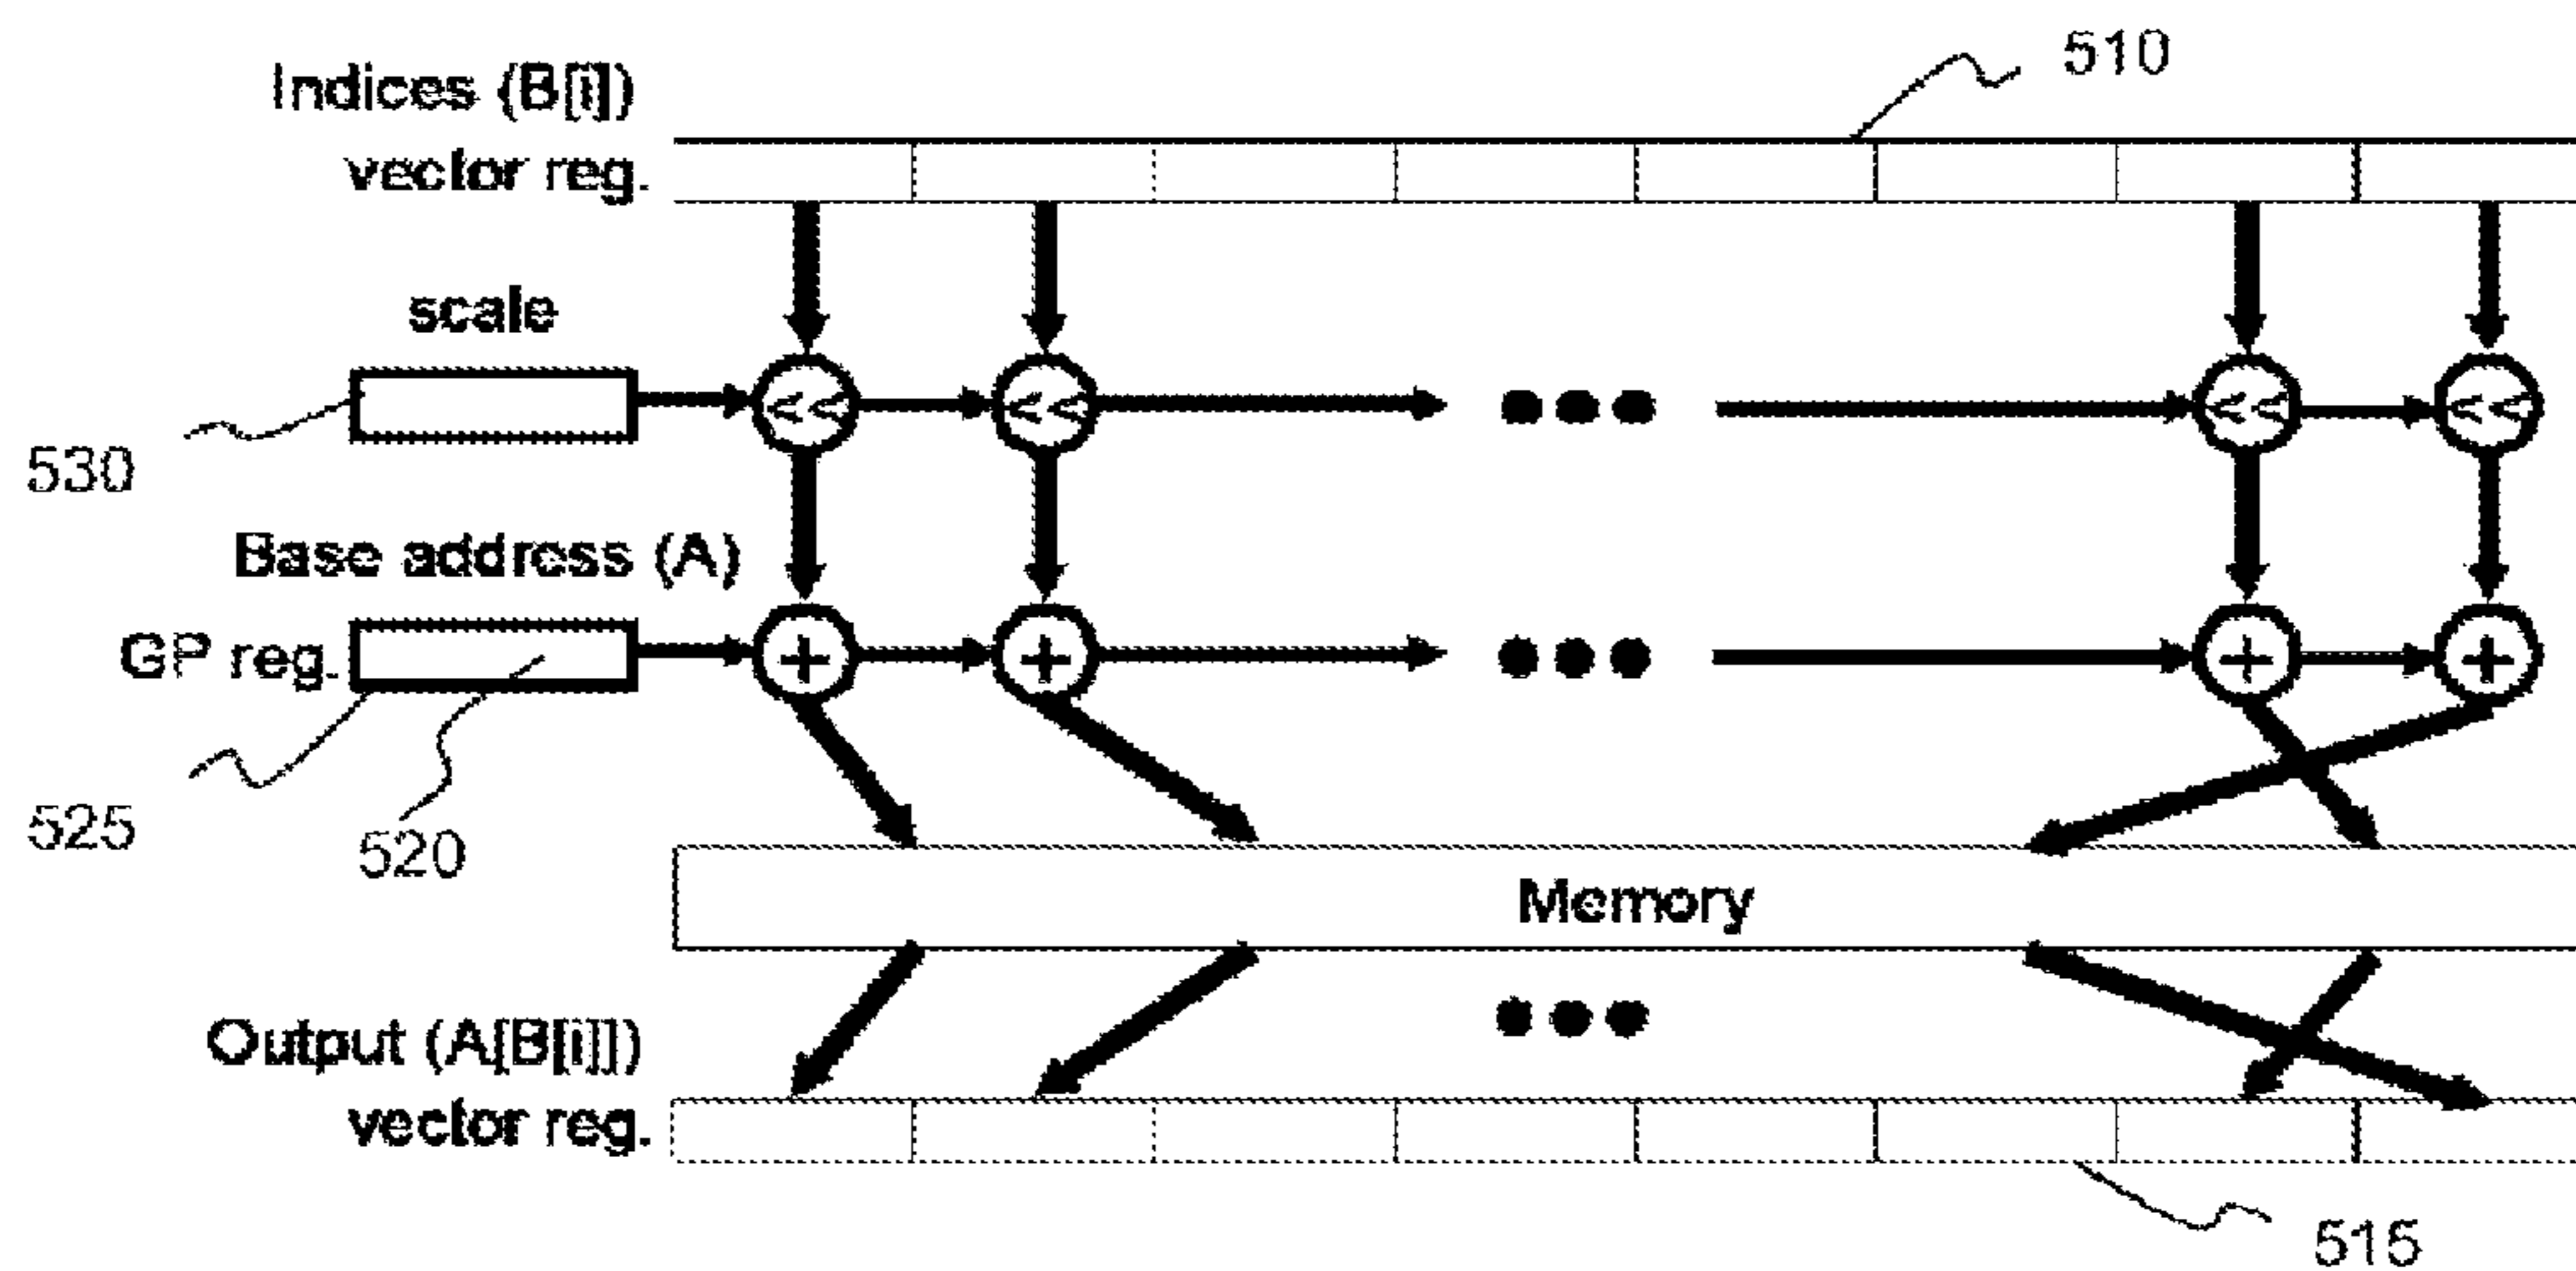 510
Indices (B[i])
vector reg.
scale
<< << << <<
530
Base address (A)
GP reg.
+ + + +
525
520
Memory
Output (A[B[i]])
vector reg.
515